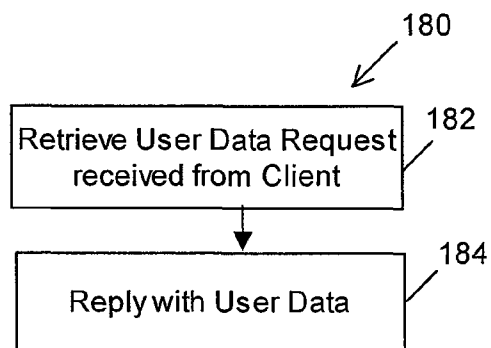 180
Retrieve User Data Request
received from Client
182
Reply with User Data
184